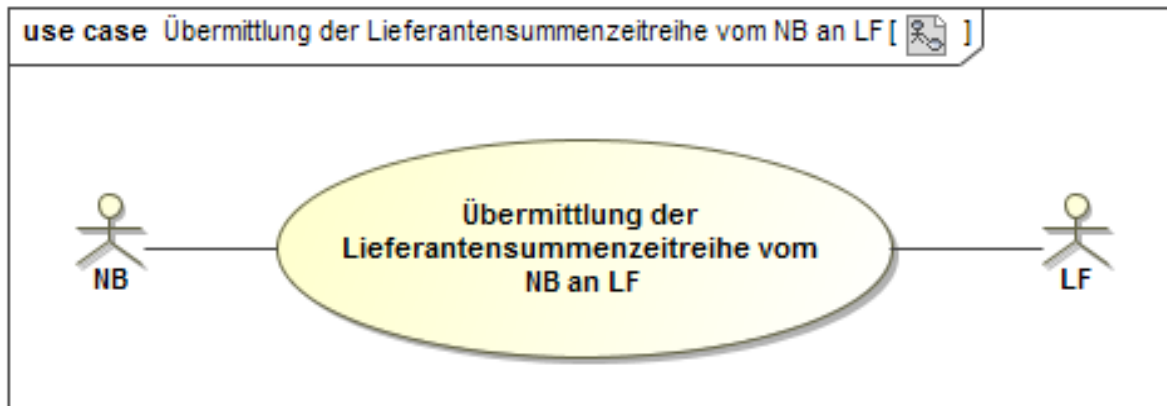 use case Übermittlung der Lieferantensummenzeitreihe vom NB an LF [ ]
Übermittlung der
Lieferantensummenzeitreihe vom
NB an LF
NB
LF